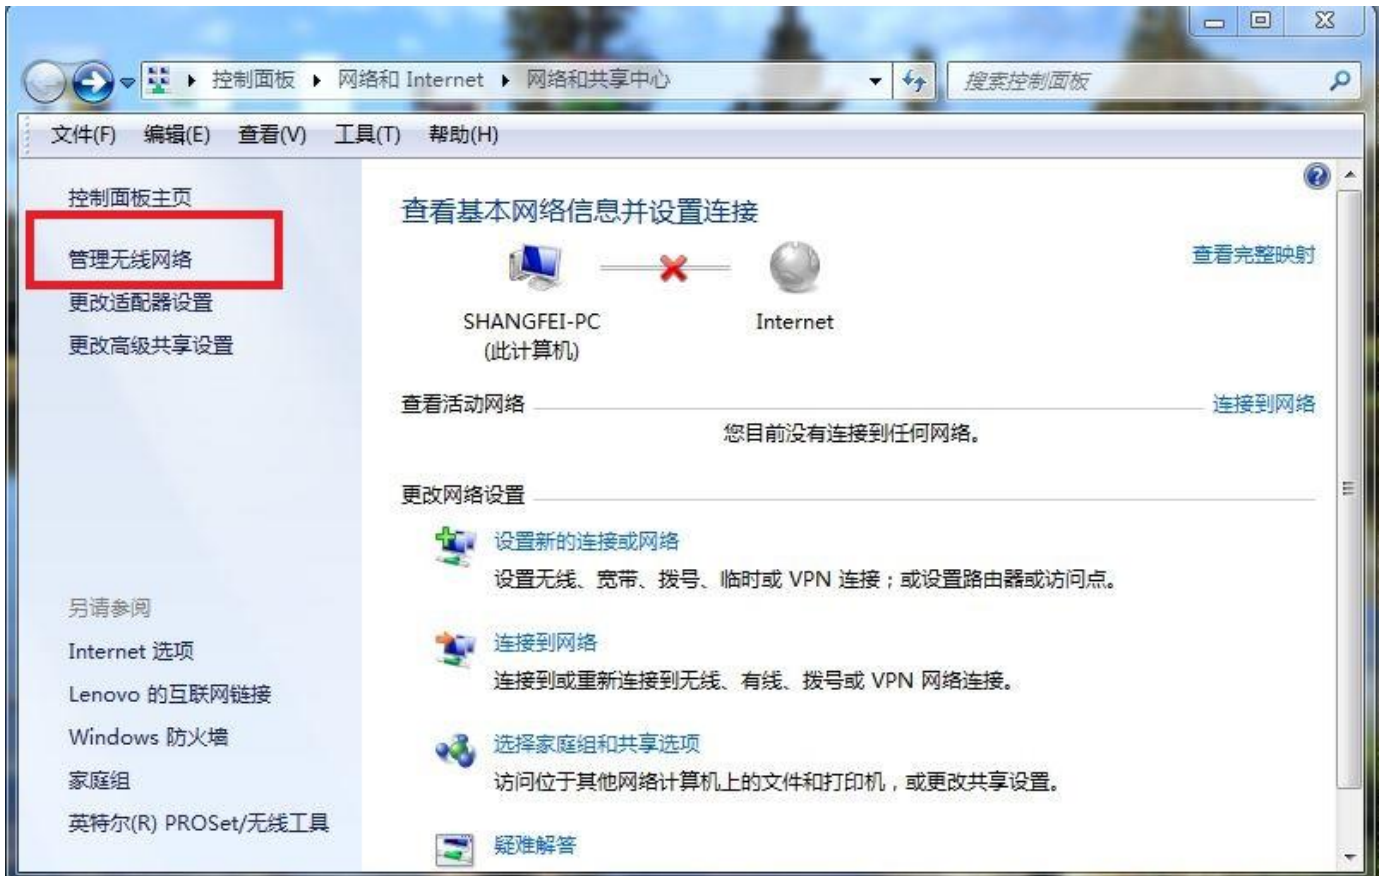 控制面板 网络和 Internet 网络和共享中心 搜索控制面板
文件(F) 编辑(E) 查看(V) 工具(T) 帮助(H)
控制面板主页
管理无线网络
更改适配器设置
更改高级共享设置
另请参阅
Internet 选项
Lenovo 的互联网链接
Windows 防火墙
家庭组
英特尔(R) PROSet/无线工具
查看基本网络信息并设置连接
查看完整映射
SHANGFEI-PC
(此计算机)
Internet
查看活动网络
连接到网络
您目前没有连接到任何网络。
更改网络设置
设置新的连接或网络
设置无线、宽带、拨号、临时或 VPN 连接；或设置路由器或访问点。
连接到网络
连接到或重新连接到无线、有线、拨号或 VPN 网络连接。
选择家庭组和共享选项
访问位于其他网络计算机上的文件和打印机，或更改共享设置。
疑难解答